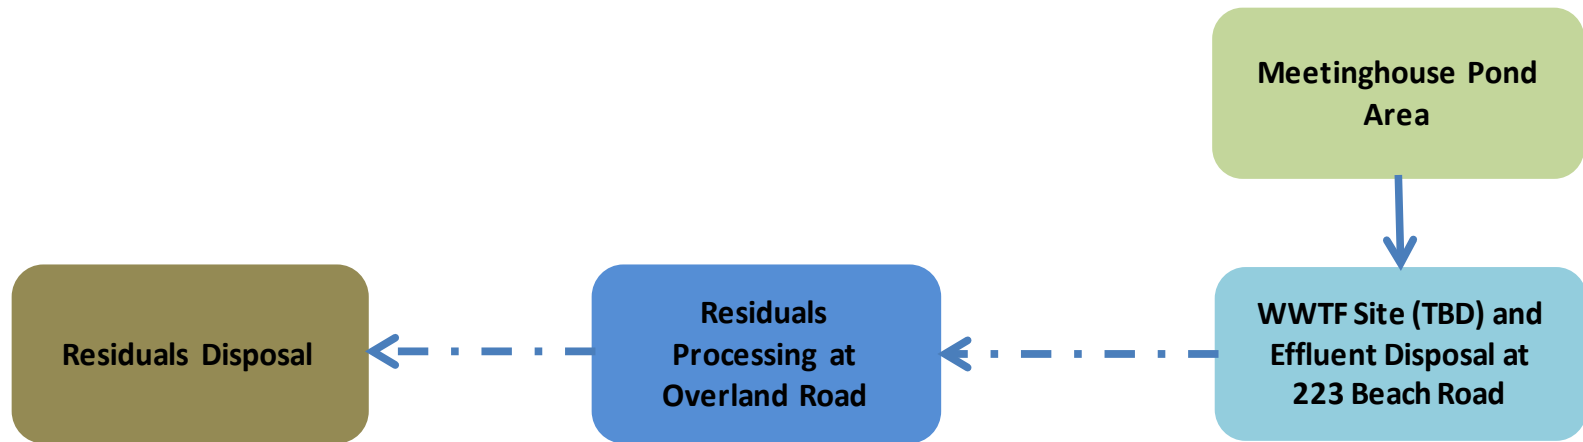 Meetinghouse Pond
Area
Residuals Disposal
Residuals
Processing at
Overland Road
WWTF Site (TBD) and
Effluent Disposal at
223 Beach Road